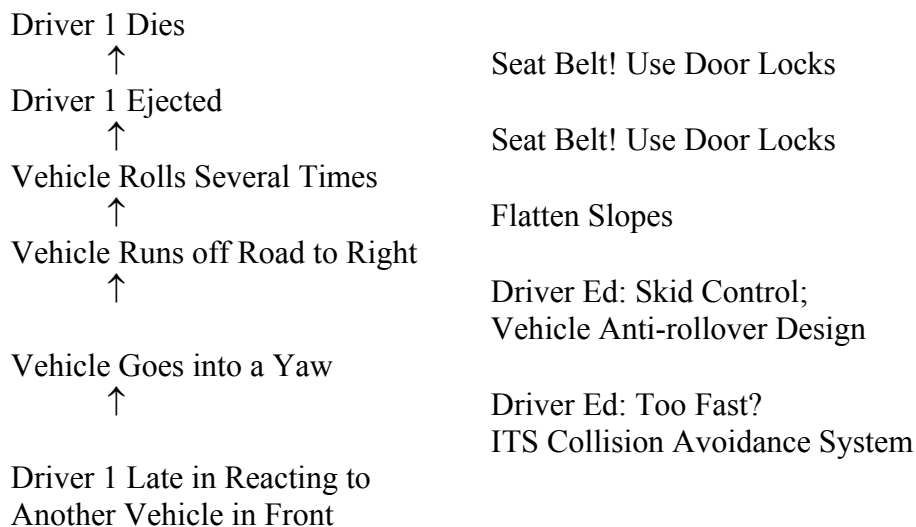 Driver 1 Dies
↑
Seat Belt! Use Door Locks
Driver 1 Ejected
↑
Seat Belt! Use Door Locks
Vehicle Rolls Several Times
↑
Flatten Slopes
Vehicle Runs off Road to Right
↑
Driver Ed: Skid Control;
Vehicle Anti-rollover Design
Vehicle Goes into a Yaw
↑
Driver Ed: Too Fast?
ITS Collision Avoidance System
Driver 1 Late in Reacting to
Another Vehicle in Front